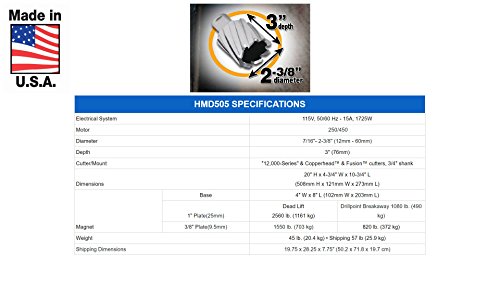 Made in
U.S.A.
3"
depth
2-3/8"
diameter
HMD505 SPECIFICATIONS
Electrical System 115V, 50/60 Hz - 15A, 1725W
Motor 250/450
Diameter 7/16"- 2-3/8" (12mm - 60mm)
Depth 3" (76mm)
Cutter/Mount "12,000-Series" & Copperhead™ & Fusion™ cutters, 3/4" shank
Dimensions 20" H x 4-3/4" W x 10-3/4" L
(508mm H x 121mm W x 273mm L)
Base 4" W x 8" L (102mm W x 203mm L)
Magnet 1" Plate(25mm) Dead Lift
2560 lb. (1161 kg) Drillpoint Breakaway 1080 lb. (490
kg)
3/8" Plate(9.5mm) 1550 lb. (703 kg) 820 lb. (372 kg)
Weight 45 lb. (20.4 kg) • Shipping 57 lb (25.9 kg)
Shipping Dimensions 19.75 x 28.25 x 7.75" (50.2 x 71.8 x 19.7 cm)